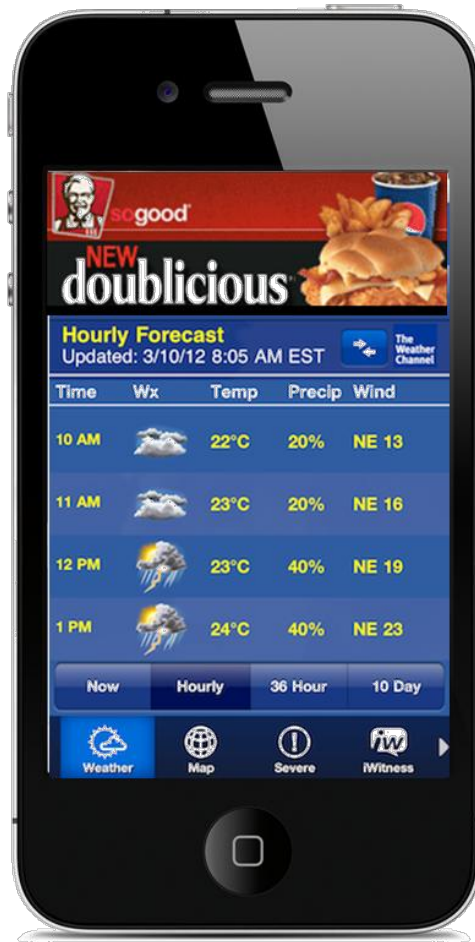 so good
NEW
doublicious
Hourly Forecast
Updated: 3/10/12 8:05 AM EST
The
Weather
Channel
Time Wx Temp Precip Wind
10 AM 22°C 20% NE 13
11 AM 23°C 20% NE 16
12 PM 23°C 40% NE 19
1 PM 24°C 40% NE 23
Now Hourly 36 Hour 10 Day
iw
Weather Map Severe iWitness